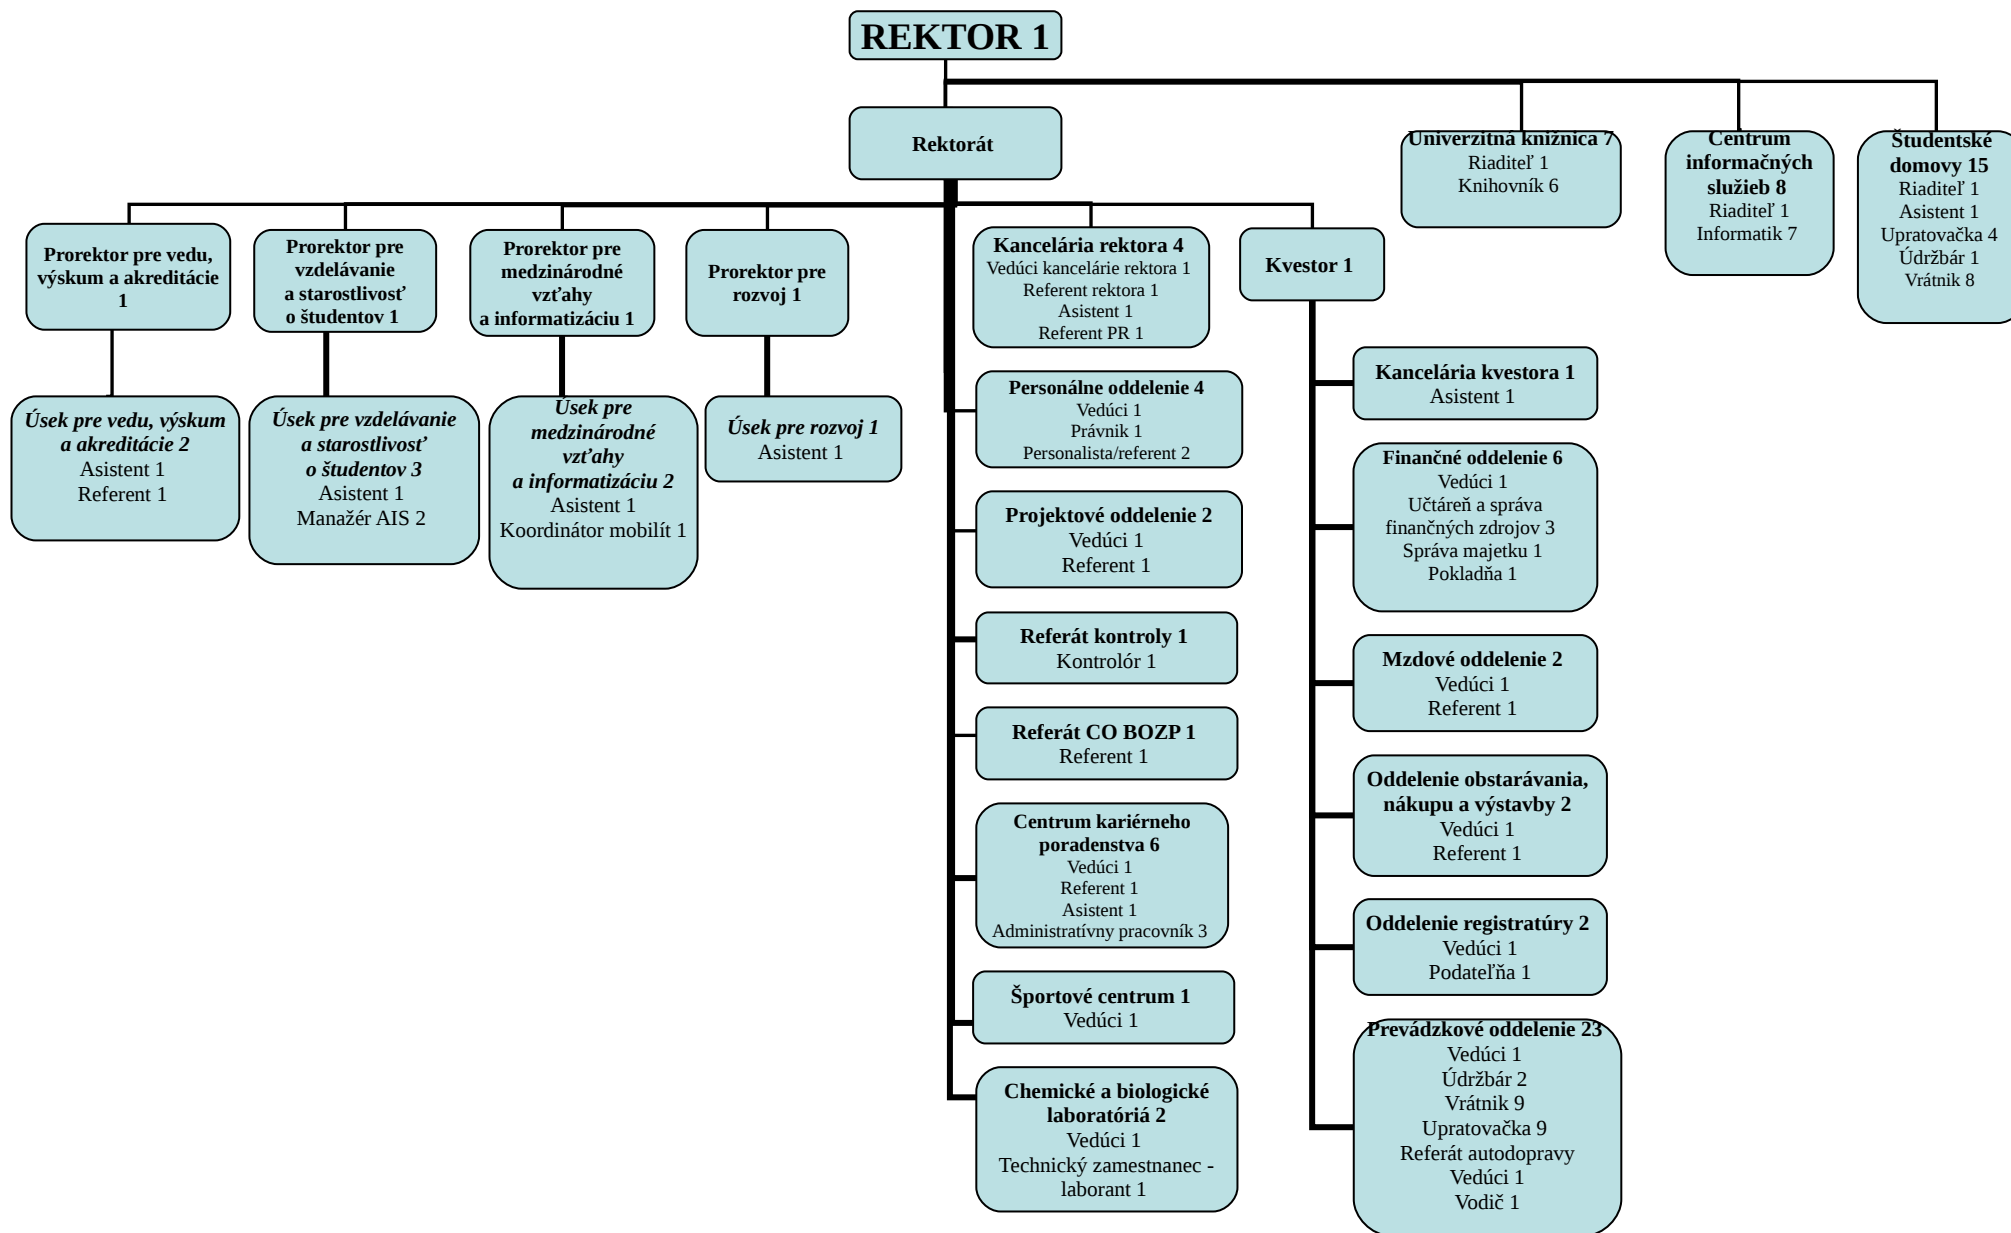 REKTOR 1
Rektorát
Univerzitná knižnica 7
Riaditeľ 1
Knihovník 6
Centrum
informačných
služieb 8
Riaditeľ 1
Informatik 7
Študentské
domovy 15
Riaditeľ 1
Asistent 1
Upratovačka 4
Údržbár 1
Vrátnik 8
Prorektor pre vedu,
výskum a akreditácie
1
Prorektor pre
vzdelávanie
a starostlivosť
o študentov 1
Prorektor pre
medzinárodné
vzťahy
a informatizáciu 1
Prorektor pre
rozvoj 1
Kancelária rektora 4
Vedúci kancelárie rektora 1
Referent rektora 1
Asistent 1
Referent PR 1
Kvestor 1
Úsek pre vedu, výskum
a akreditácie 2
Asistent 1
Referent 1
Úsek pre vzdelávanie
a starostlivosť
o študentov 3
Asistent 1
Manažér AIS 2
Úsek pre
medzinárodné
vzťahy
a informatizáciu 2
Asistent 1
Koordinátor mobilít 1
Úsek pre rozvoj 1
Asistent 1
Personálne oddelenie 4
Vedúci 1
Právnik 1
Personalista/referent 2
Projektové oddelenie 2
Vedúci 1
Referent 1
Referát kontroly 1
Kontrolór 1
Referát CO BOZP 1
Referent 1
Centrum kariérneho
poradenstva 6
Vedúci 1
Referent 1
Asistent 1
Administratívny pracovník 3
Športové centrum 1
Vedúci 1
Chemické a biologické
laboratóriá 2
Vedúci 1
Technický zamestnanec -
laborant 1
Kancelária kvestora 1
Asistent 1
Finančné oddelenie 6
Vedúci 1
Učtáreň a správa
finančných zdrojov 3
Správa majetku 1
Pokladňa 1
Mzdové oddelenie 2
Vedúci 1
Referent 1
Oddelenie obstarávania,
nákupu a výstavby 2
Vedúci 1
Referent 1
Oddelenie registratúry 2
Vedúci 1
Podateľňa 1
Prevádzkové oddelenie 23
Vedúci 1
Údržbár 2
Vrátnik 9
Upratovačka 9
Referát autodopravy
Vedúci 1
Vodič 1